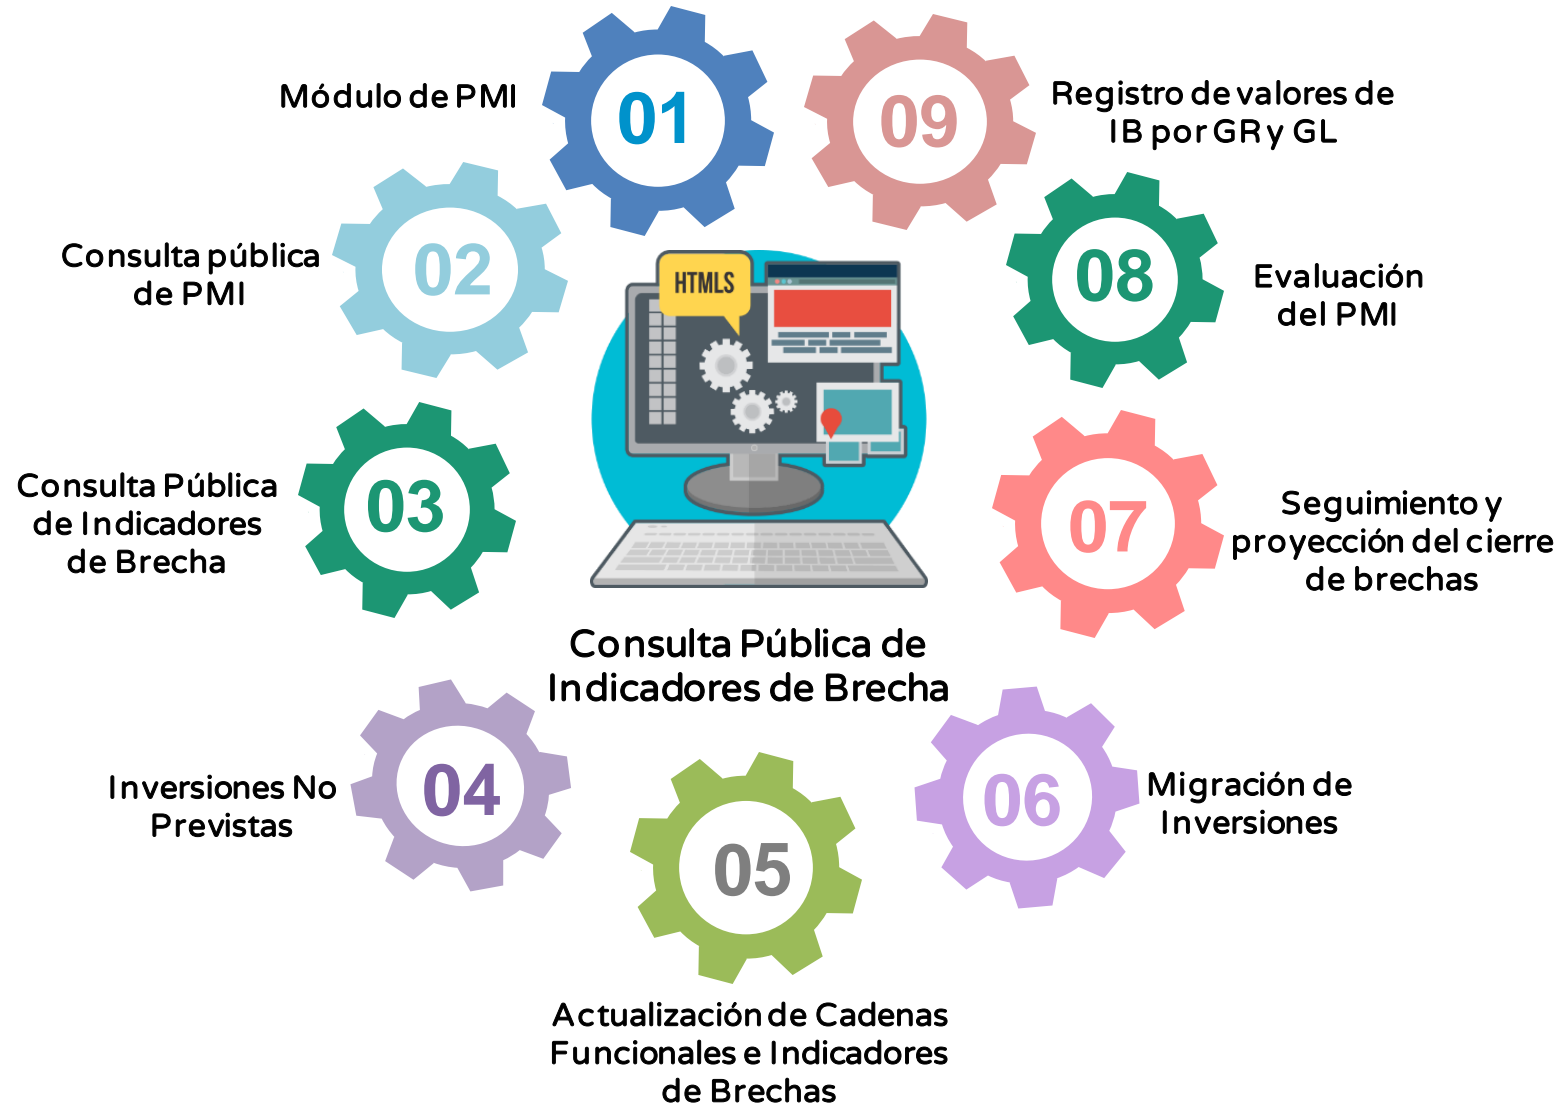 Módulo de PMI
01
Consulta pública
de PMI
02
Consulta Pública
de Indicadores
de Brecha
03
Inversiones No
Previstas
04
05
Actualización de Cadenas
Funcionales e Indicadores
de Brechas
06
Migración de
Inversiones
07
Seguimiento y
proyección del cierre
de brechas
08
Evaluación
del PMI
09
Registro de valores de
IB por GR y GL
HTMLS
Consulta Pública de
Indicadores de Brecha